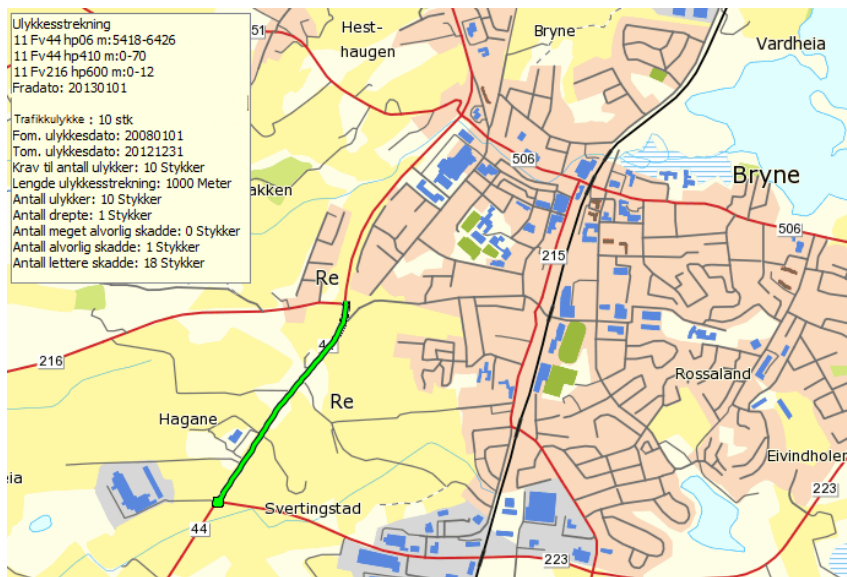 Ulykkesstrekning
11 Fv44 hp06 m:5418-6426
11 Fv44 hp410 m:0-70
11 Fv216 hp600 m:0-12
Fradato: 20130101
Trafikkulykke : 10 stk
Fom. ulykkesdato: 20080101
Tom. ulykkesdato: 20121231
Krav til antall ulykker: 10 Stykker
Lengde ulykkesstrekning: 1000 Meter
Antall ulykker: 10 Stykker
Antall drepte: 1 Stykker
Antall meget alvorlig skadde: 0 Stykker
Antall alvorlig skadde: 1 Stykker
Antall lettere skadde: 18 Stykker
51
Hest-
haugen
Bryne
Vardheia
506
akken
Bryne
506
215
Re
216
4
Re
Rossaland
Hagane
Eivindholen
eia
223
Svertingstad
44
223